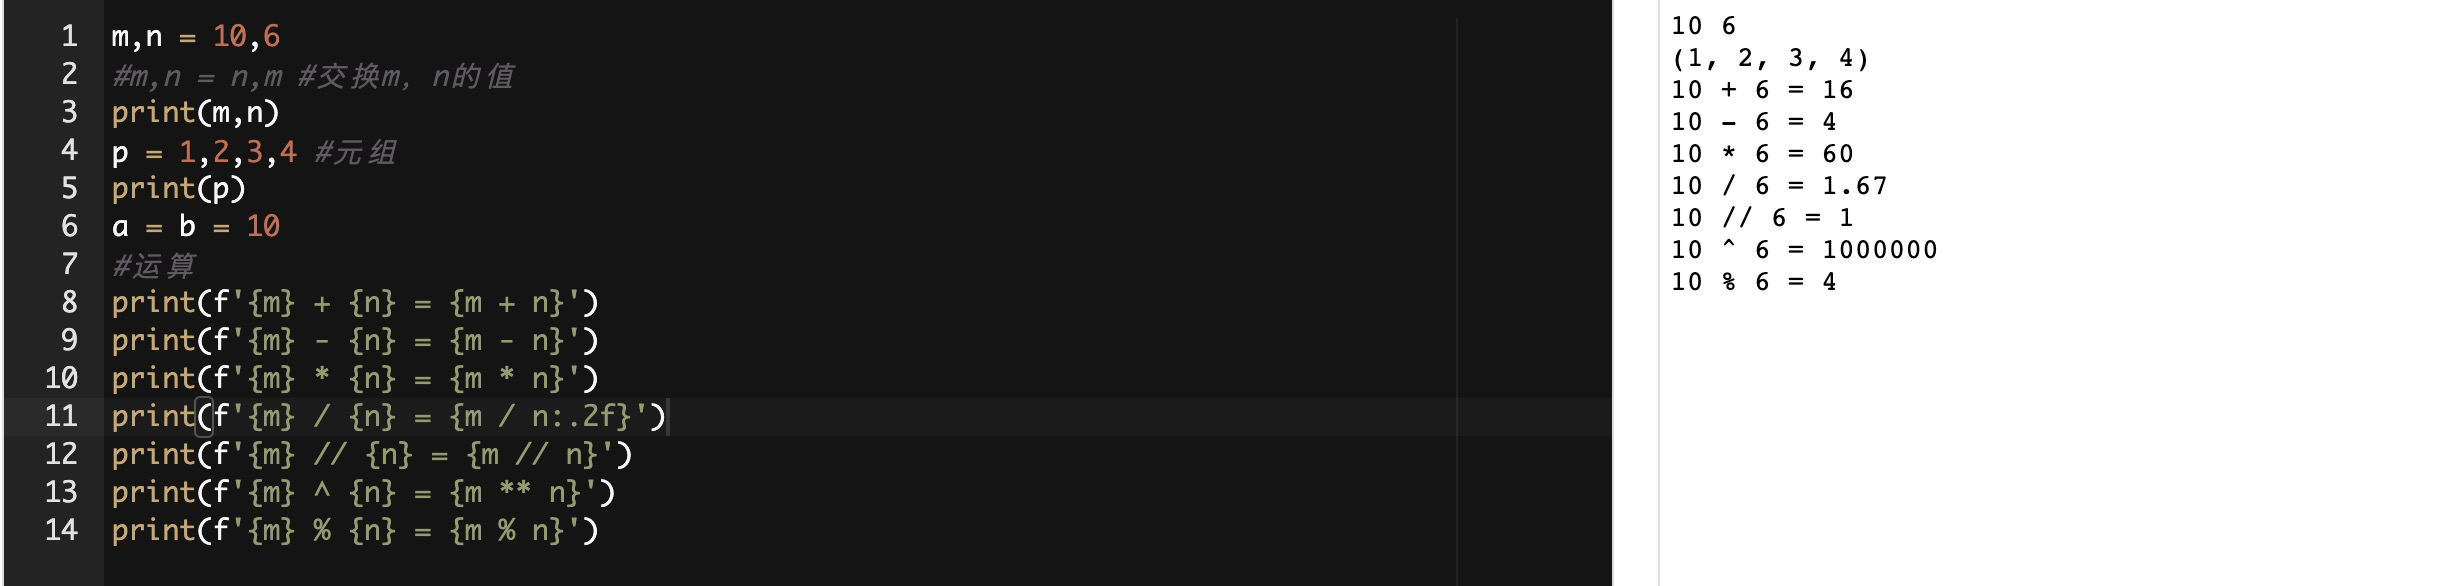 1 m,n = 10,6
2 #m,n = n,m #交换m, n的值
3 print(m,n)
4 p = 1,2,3,4 #元组
5 print(p)
6 a = b = 10
7 #运算
8 print(f'{m} + {n} = {m + n}')
9 print(f'{m} - {n} = {m - n}')
10 print(f'{m} * {n} = {m * n}')
11 print(f'{m} / {n} = {m / n:.2f}')
12 print(f'{m} // {n} = {m // n}')
13 print(f'{m} ^ {n} = {m ** n}')
14 print(f'{m} % {n} = {m % n}')
10 6
(1, 2, 3, 4)
10 + 6 = 16
10 - 6 = 4
10 * 6 = 60
10 / 6 = 1.67
10 // 6 = 1
10 ^ 6 = 1000000
10 % 6 = 4